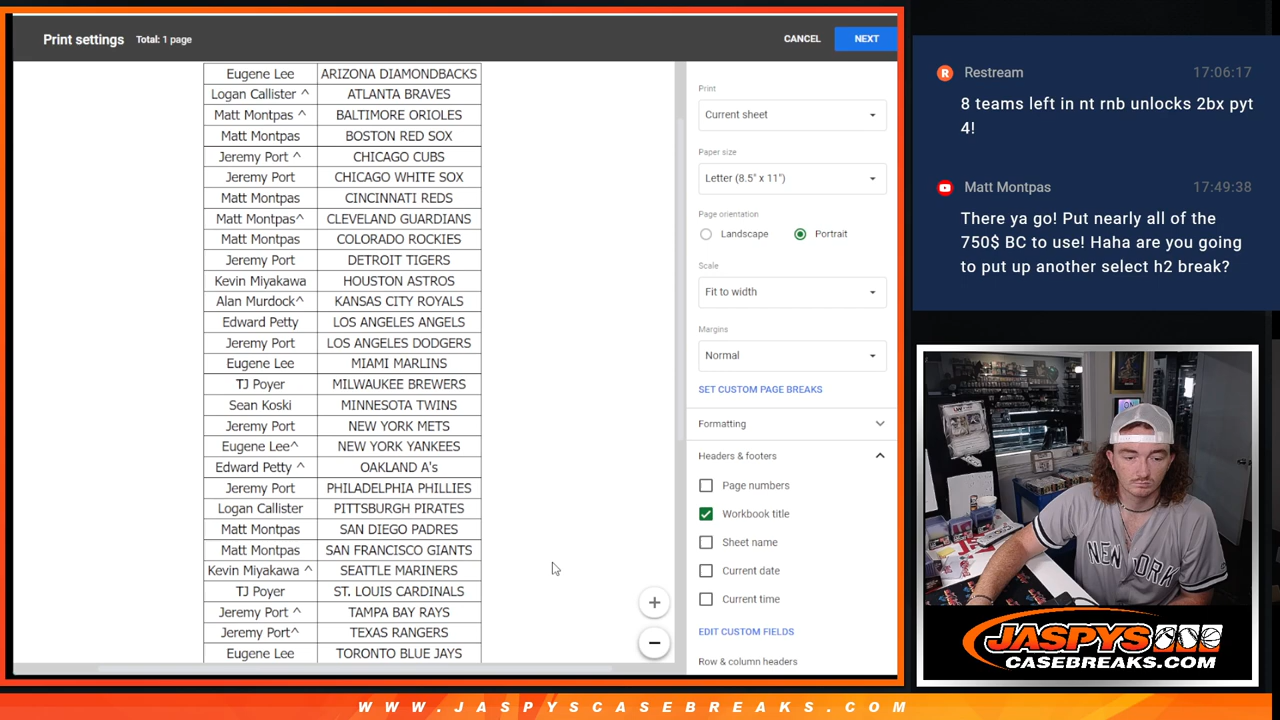 Print settings Total: 1 page CANCEL NEXT
Eugene Lee ARIZONA DIAMONDBACKS
Logan Callister ^ ATLANTA BRAVES
Matt Montpas ^ BALTIMORE ORIOLES
Matt Montpas BOSTON RED SOX
Jeremy Port ^ CHICAGO CUBS
Jeremy Port CHICAGO WHITE SOX
Matt Montpas CINCINNATI REDS
Matt Montpas^ CLEVELAND GUARDIANS
Matt Montpas COLORADO ROCKIES
Jeremy Port DETROIT TIGERS
Kevin Miyakawa HOUSTON ASTROS
Alan Murdock^ KANSAS CITY ROYALS
Edward Petty LOS ANGELES ANGELS
Jeremy Port LOS ANGELES DODGERS
Eugene Lee MIAMI MARLINS
TJ Poyer MILWAUKEE BREWERS
Sean Koski MINNESOTA TWINS
Jeremy Port NEW YORK METS
Eugene Lee^ NEW YORK YANKEES
Edward Petty ^ OAKLAND A's
Jeremy Port PHILADELPHIA PHILLIES
Logan Callister PITTSBURGH PIRATES
Matt Montpas SAN DIEGO PADRES
Matt Montpas SAN FRANCISCO GIANTS
Kevin Miyakawa ^ SEATTLE MARINERS
TJ Poyer ST. LOUIS CARDINALS
Jeremy Port ^ TAMPA BAY RAYS
Jeremy Port^ TEXAS RANGERS
Eugene Lee TORONTO BLUE JAYS
Print
Current sheet
Paper size
Letter (8.5" x 11")
Page orientation
Landscape Portrait
Scale
Fit to width
Margins
Normal
SET CUSTOM PAGE BREAKS
Formatting
Headers & footers
Page numbers
Workbook title
Sheet name
Current date
Current time
EDIT CUSTOM FIELDS
Row & column headers
R Restream 17:06:17
8 teams left in nt rnb unlocks 2bx pyt
4!
Matt Montpas 17:49:38
There ya go! Put nearly all of the
750$ BC to use! Haha are you going
to put up another select h2 break?
NEW YORK
JASPYS
CASEBREAKS.COM
WWW.JASPYSCASEBREAKS.COM